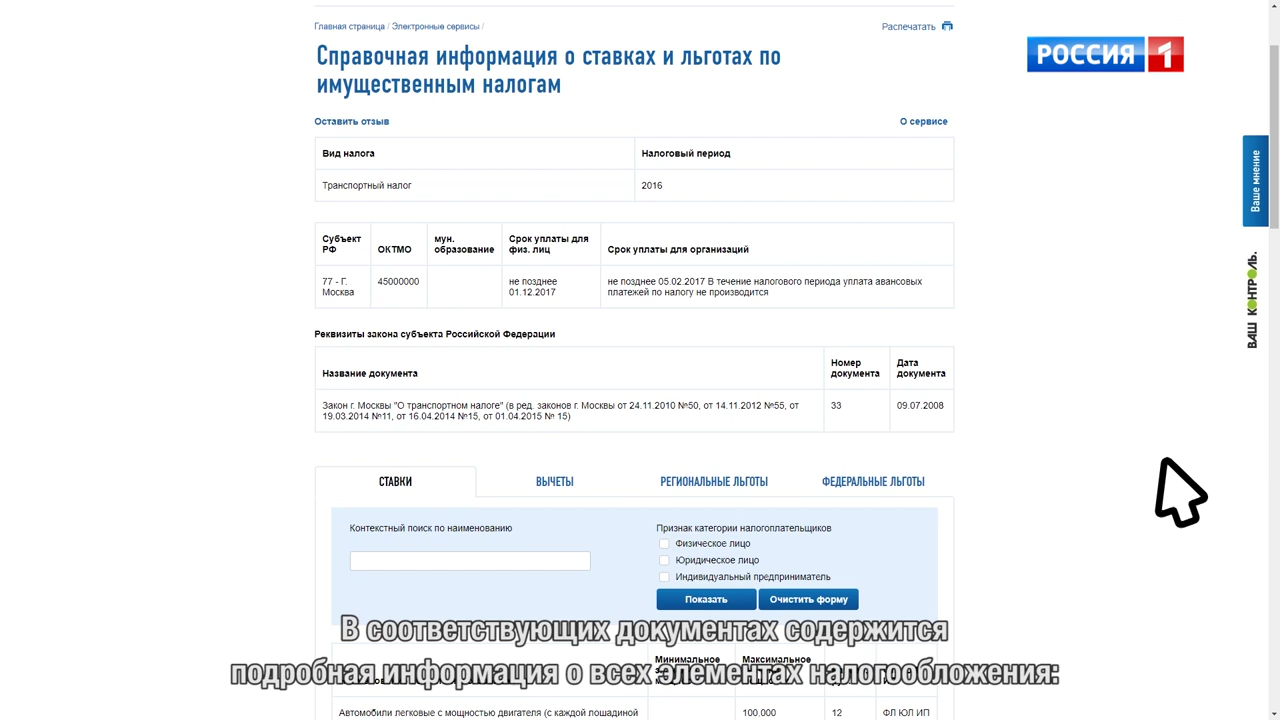 Главная страница / Электронные сервисы /
Распечатать
РОССИЯ 1
Справочная информация о ставках и льготах по
имущественным налогам
Оставить отзыв
О сервисе
Вид налога
Налоговый период
Транспортный налог
2016
Субъект
РФ
ОКТМО
мун.
образование
Срок уплаты для
физ. лиц
Срок уплаты для организаций
77 - Г.
Москва
45000000
не позднее
01.12.2017
не позднее 05.02.2017 В течение налогового периода уплата авансовых
платежей по налогу не производится
Реквизиты закона субъекта Российской Федерации
Название документа
Номер
документа
Дата
документа
Закон г. Москвы "О транспортном налоге" (в ред. законов г. Москвы от 24.11.2010 №50, от 14.11.2012 №55, от
19.03.2014 №11, от 16.04.2014 №15, от 01.04.2015 № 15)
33
09.07.2008
СТАВКИ
ВЫЧЕТЫ
РЕГИОНАЛЬНЫЕ ЛЬГОТЫ
ФЕДЕРАЛЬНЫЕ ЛЬГОТЫ
Контекстный поиск по наименованию
Признак категории налогоплательщиков
Физическое лицо
Юридическое лицо
Индивидуальный предприниматель
Показать
Очистить форму
В соответствующих документах содержится
подробная информация о всех элементах налогообложения:
Минимальное
Максимальное
Автомобили легковые с мощностью двигателя (с каждой лошадиной
100.000
12
ФЛ ЮЛ ИП
Ваше мнение
ВАШ КОНТРОЛЬ.